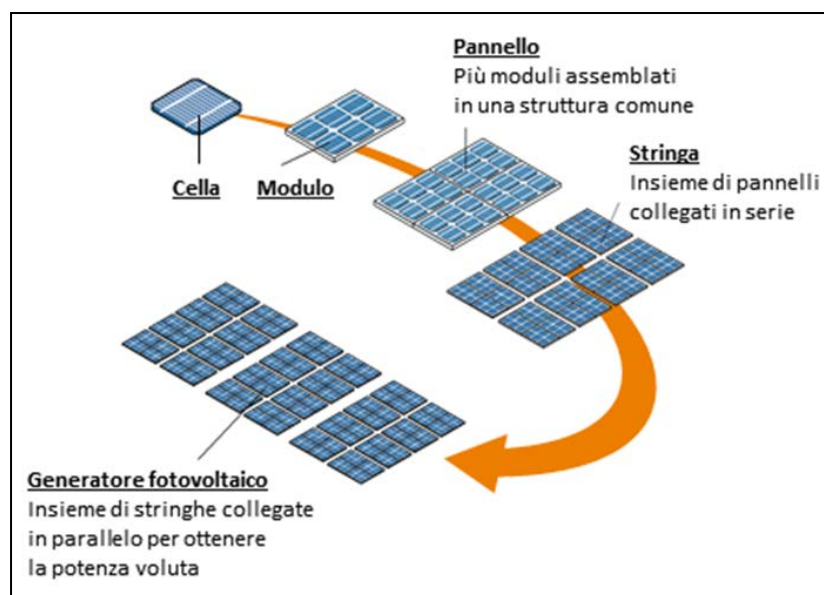 Pannello
Più moduli assemblati
in una struttura comune
Stringa
Insieme di pannelli
collegati in serie
Cella
Modulo
Generatore fotovoltaico
Insieme di stringhe collegate
in parallelo per ottenere
la potenza voluta